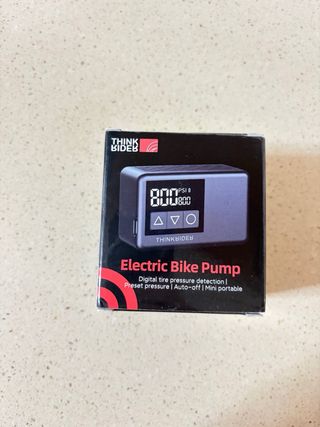 THINK
RIDER
800 PSI
800
THINKRIDER
Electric Bike Pump
Digital tire pressure detection |
Preset pressure | Auto-off | Mini portable